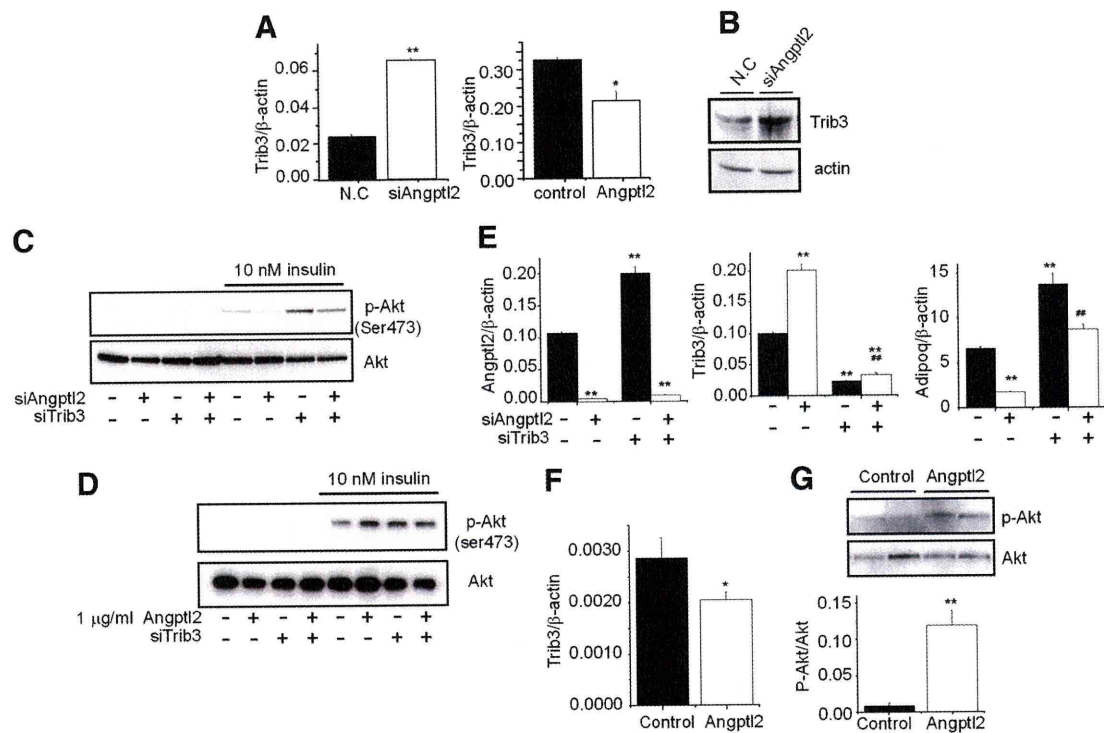 A
Trib3/β-actin
0.06
0.04
0.02
0.00
N.C siAngptl2
**
Trib3/β-actin
0.30
0.20
0.10
0.00
control Angptl2
*
B
N.C
siAngptl2
Trib3
actin
C
10 nM insulin
p-Akt
(Ser473)
Akt
siAngptl2 - + - + - + - +
siTrib3 - - + + - - + +
D
10 nM insulin
p-Akt
(ser473)
Akt
1 μg/ml Angptl2 - + - + - + - +
siTrib3 - - + + - - + +
E
Angptl2/β-actin
0.20
0.15
0.10
0.05
0.00
** ** **
siAngptl2 - + - +
siTrib3 - - + +
Trib3/β-actin
0.20
0.15
0.10
0.05
0.00
** ** **
##
- + - +
- - + +
Adipoq/β-actin
15
10
5
0
** ** ##
- + - +
- - + +
F
Trib3/β-actin
0.0030
0.0020
0.0010
0.0000
*
Control Angptl2
G
Control Angptl2
p-Akt
Akt
P-Akt/Akt
0.15
0.10
0.05
0.00
**
Control Angptl2